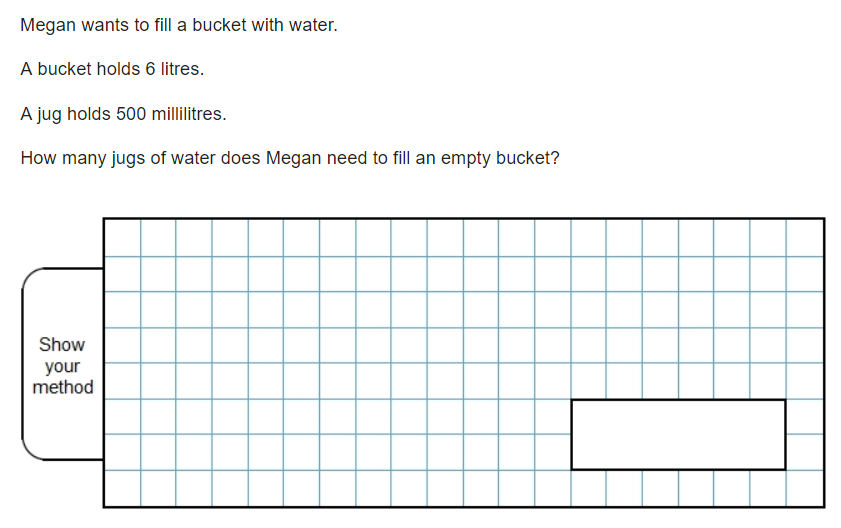 Megan wants to fill a bucket with water.
A bucket holds 6 litres.
A jug holds 500 millilitres.
How many jugs of water does Megan need to fill an empty bucket?
Show
your
method